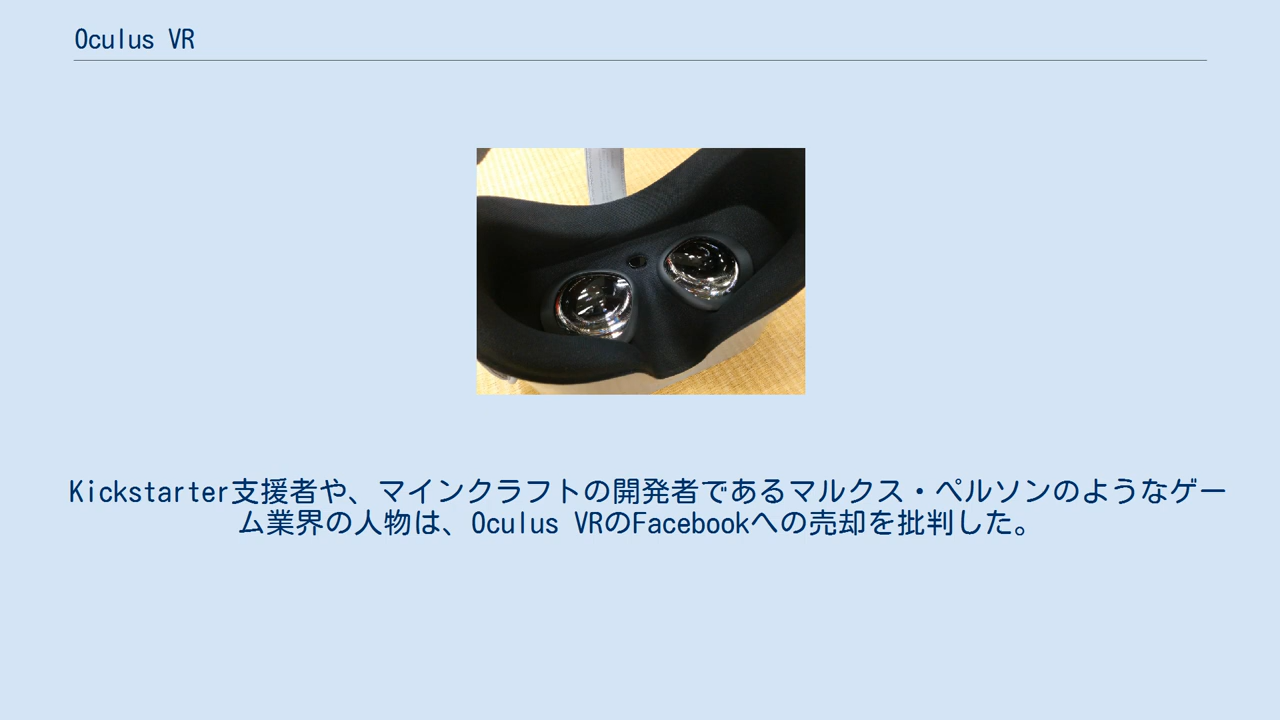 Oculus VR
Kickstarter支援者や、マインクラフトの開発者であるマルクス・ペルソンのようなゲー
ム業界の人物は、Oculus VRのFacebookへの売却を批判した。